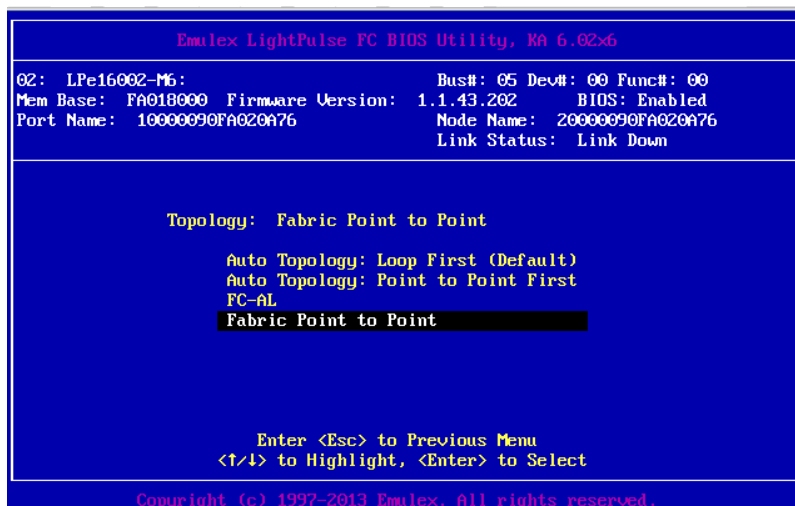 Emulex LightPulse FC BIOS Utility, KA 6.02x6
02: LPe16002-M6: Bus#: 05 Dev#: 00 Func#: 00
Mem Base: FA018000 Firmware Version: 1.1.43.202 BIOS: Enabled
Port Name: 10000090FA020A76 Node Name: 20000090FA020A76
Link Status: Link Down
Topology: Fabric Point to Point
Auto Topology: Loop First (Default)
Auto Topology: Point to Point First
FC-AL
Fabric Point to Point
Enter <Esc> to Previous Menu
<↑/↓> to Highlight, <Enter> to Select
Copyright (c) 1997-2013 Emulex. All rights reserved.